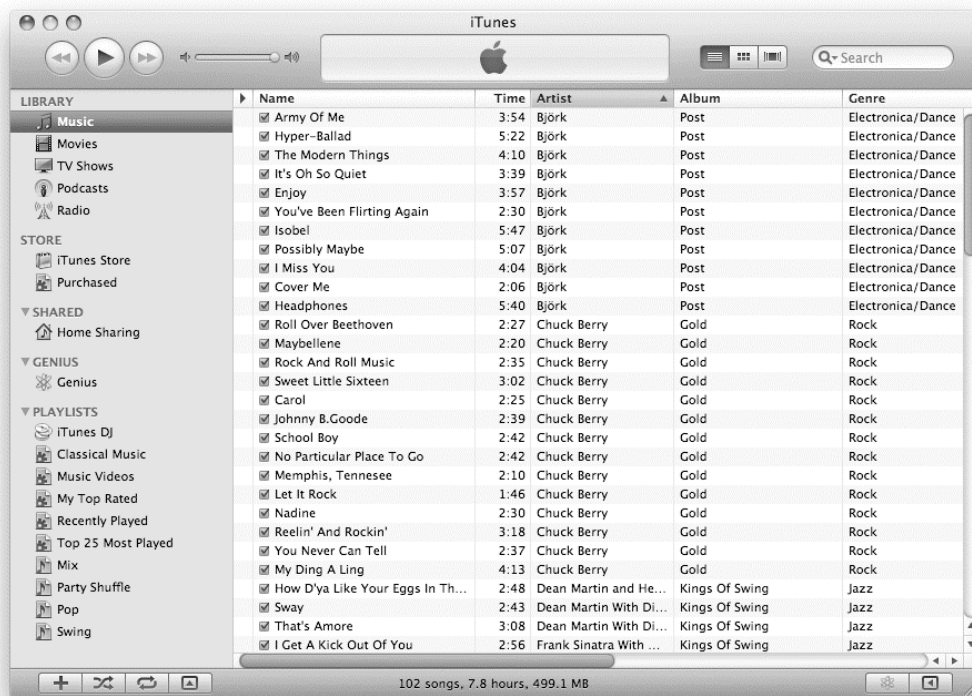 iTunes
Search
LIBRARY
Music
Movies
TV Shows
Podcasts
Radio
STORE
iTunes Store
Purchased
SHARED
Home Sharing
GENIUS
Genius
PLAYLISTS
iTunes DJ
Classical Music
Music Videos
My Top Rated
Recently Played
Top 25 Most Played
Mix
Party Shuffle
Pop
Swing
Name Time Artist Album Genre
Army Of Me 3:54 Björk Post Electronica/Dance
Hyper-Ballad 5:22 Björk Post Electronica/Dance
The Modern Things 4:10 Björk Post Electronica/Dance
It's Oh So Quiet 3:39 Björk Post Electronica/Dance
Enjoy 3:57 Björk Post Electronica/Dance
You've Been Flirting Again 2:30 Björk Post Electronica/Dance
Isobel 5:47 Björk Post Electronica/Dance
Possibly Maybe 5:07 Björk Post Electronica/Dance
I Miss You 4:04 Björk Post Electronica/Dance
Cover Me 2:06 Björk Post Electronica/Dance
Headphones 5:40 Björk Post Electronica/Dance
Roll Over Beethoven 2:27 Chuck Berry Gold Rock
Maybellene 2:20 Chuck Berry Gold Rock
Rock And Roll Music 2:35 Chuck Berry Gold Rock
Sweet Little Sixteen 3:02 Chuck Berry Gold Rock
Carol 2:25 Chuck Berry Gold Rock
Johnny B.Goode 2:39 Chuck Berry Gold Rock
School Boy 2:42 Chuck Berry Gold Rock
No Particular Place To Go 2:42 Chuck Berry Gold Rock
Memphis, Tennesee 2:10 Chuck Berry Gold Rock
Let It Rock 1:46 Chuck Berry Gold Rock
Nadine 2:30 Chuck Berry Gold Rock
Reelin' And Rockin' 3:18 Chuck Berry Gold Rock
You Never Can Tell 2:37 Chuck Berry Gold Rock
My Ding A Ling 4:13 Chuck Berry Gold Rock
How D'ya Like Your Eggs In Th... 2:48 Dean Martin and He... Kings Of Swing Jazz
Sway 2:43 Dean Martin With Di... Kings Of Swing Jazz
That's Amore 3:08 Dean Martin With Di... Kings Of Swing Jazz
I Get A Kick Out Of You 2:56 Frank Sinatra With ... Kings Of Swing Jazz
102 songs, 7.8 hours, 499.1 MB